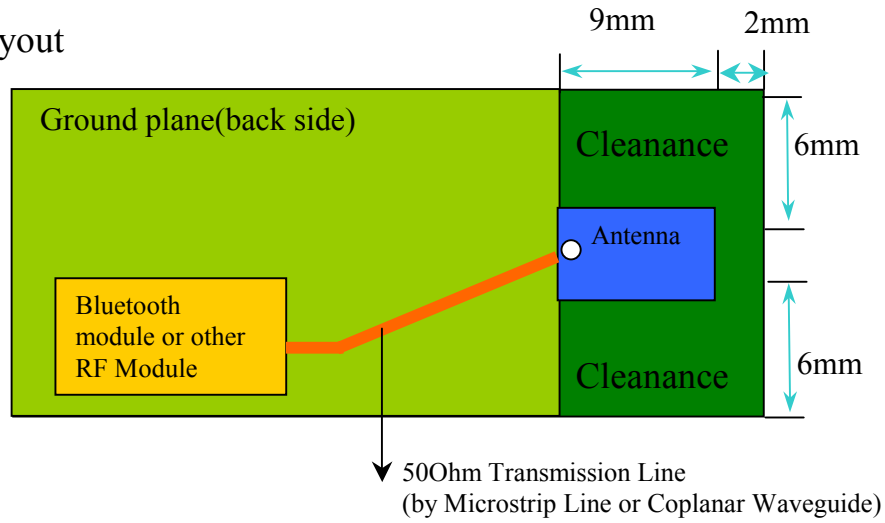 yout
9mm
2mm
Ground plane(back side)
Cleanance
6mm
Antenna
Bluetooth
module or other
RF Module
Cleanance
6mm
50Ohm Transmission Line
(by Microstrip Line or Coplanar Waveguide)